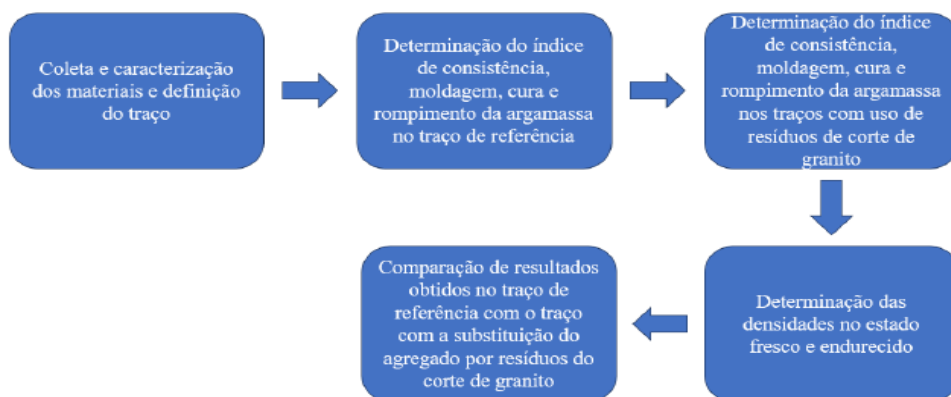 Coleta e caracterização
dos materiais e definição
do traço
Determinação do índice
de consistência,
moldagem, cura e
rompimento da argamassa
no traço de referência
Determinação do índice
de consistência,
moldagem, cura e
rompimento da argamassa
nos traços com uso de
resíduos de corte de
granito
Determinação das
densidades no estado
fresco e endurecido
Comparação de resultados
obtidos no traço de
referência com o traço
com a substituição do
agregado por resíduos do
corte de granito